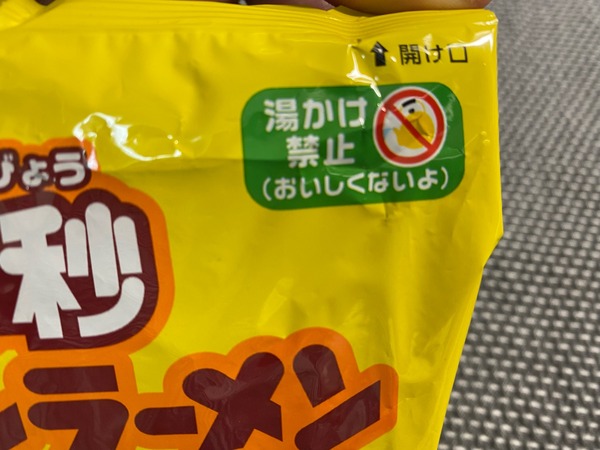 開け口
湯かけ
禁止
(おいしくないよ)
びょう
秒
ラーメン